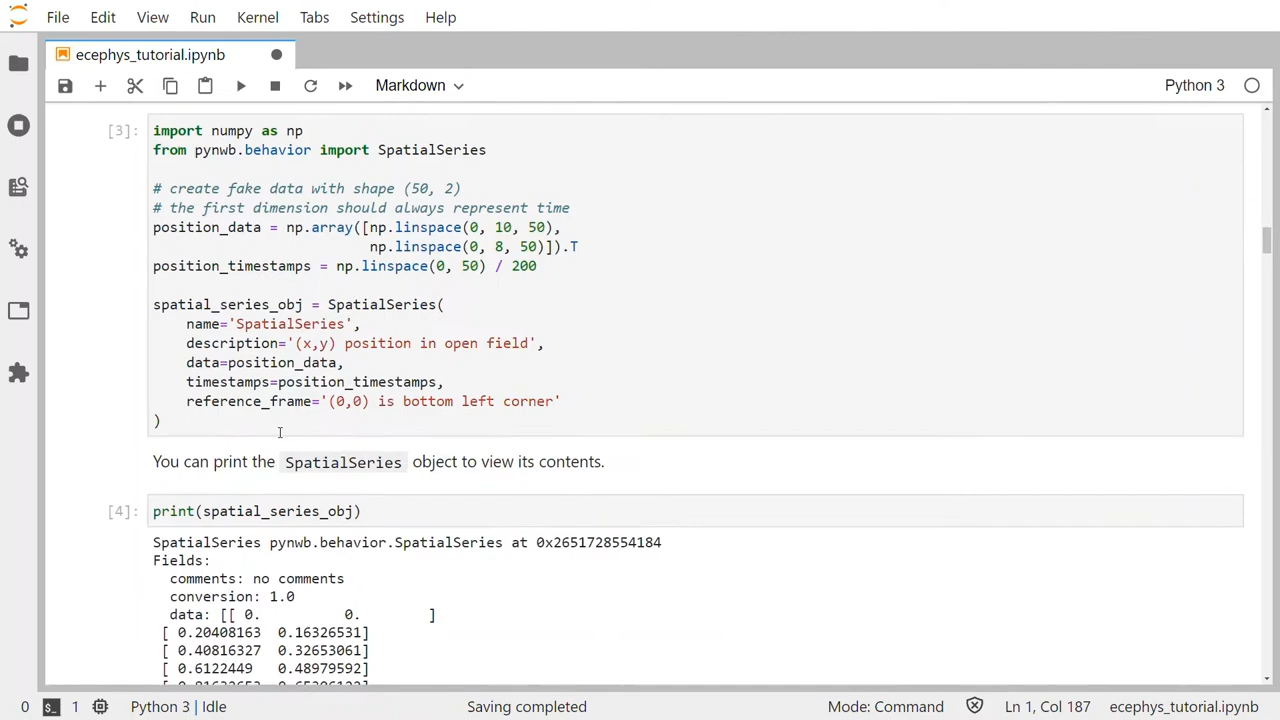 File Edit View Run Kernel Tabs Settings Help
ecephys_tutorial.ipynb
Markdown Python 3
[3]: import numpy as np
from pynwb.behavior import SpatialSeries
# create fake data with shape (50, 2)
# the first dimension should always represent time
position_data = np.array([np.linspace(0, 10, 50),
np.linspace(0, 8, 50)]).T
position_timestamps = np.linspace(0, 50) / 200
spatial_series_obj = SpatialSeries(
name='SpatialSeries',
description='(x,y) position in open field',
data=position_data,
timestamps=position_timestamps,
reference_frame='(0,0) is bottom left corner'
)
You can print the SpatialSeries object to view its contents.
[4]: print(spatial_series_obj)
SpatialSeries pynwb.behavior.SpatialSeries at 0x2651728554184
Fields:
comments: no comments
conversion: 1.0
data: [[ 0. 0. ]
[ 0.20408163 0.16326531]
[ 0.40816327 0.32653061]
[ 0.6122449 0.48979592]
0 $_ 1 Python 3 | Idle Saving completed Mode: Command Ln 1, Col 187 ecephys_tutorial.ipynb